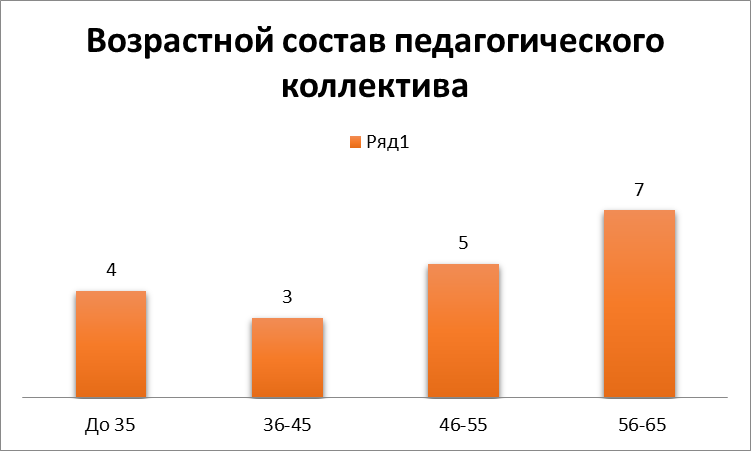 Возрастной состав педагогического
коллектива
Ряд1
4
3
5
7
До 35
36-45
46-55
56-65